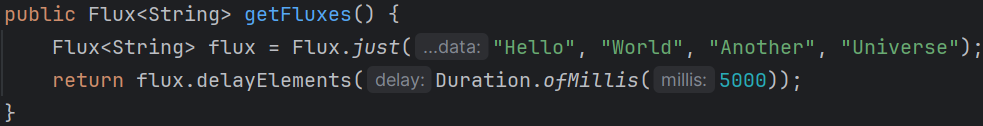 public Flux<String> getFluxes() {
Flux<String> flux = Flux.just(...data: "Hello", "World", "Another", "Universe");
return flux.delayElements(delay: Duration.ofMillis(millis: 5000));
}